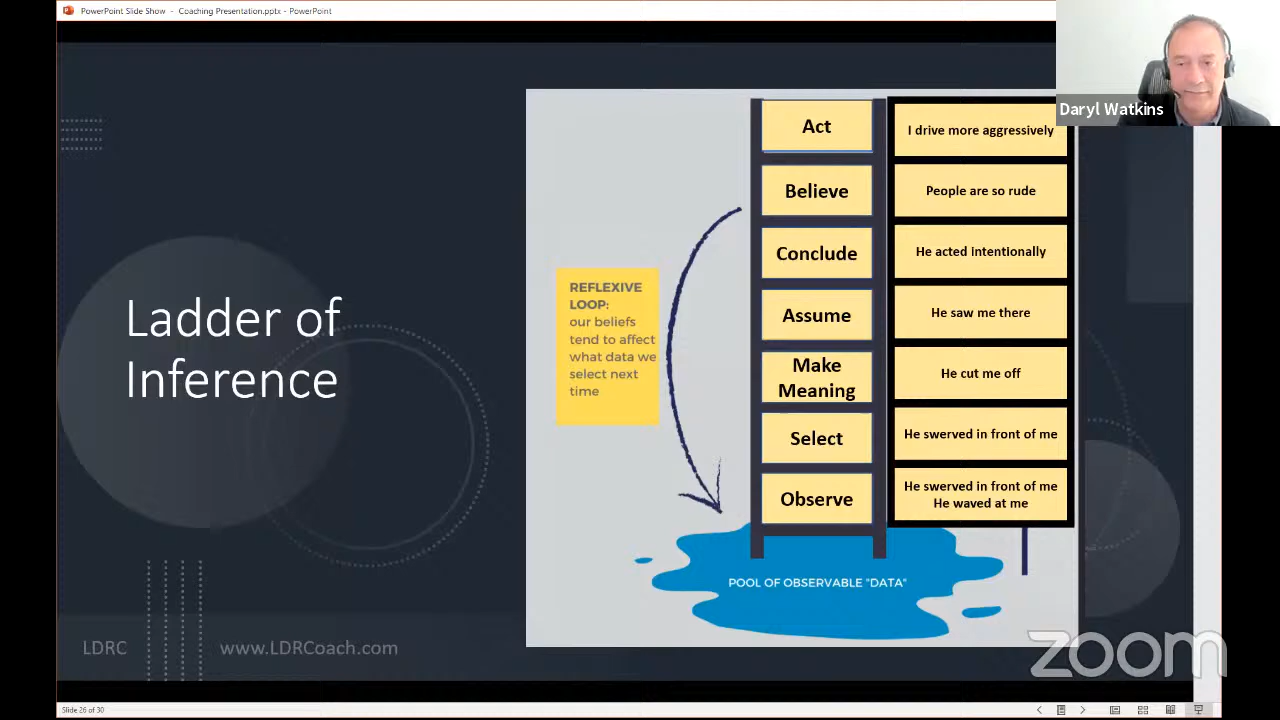 PowerPoint Slide Show - Coaching Presentation.pptx - PowerPoint
Daryl Watkins
Ladder of
Inference
REFLEXIVE
LOOP:
our beliefs
tend to affect
what data we
select next
time
Act
I drive more aggressively
Believe
People are so rude
Conclude
He acted intentionally
Assume
He saw me there
Make
Meaning
He cut me off
Select
He swerved in front of me
Observe
He swerved in front of me
He waved at me
POOL OF OBSERVABLE "DATA"
LDRC
www.LDRCoach.com
zoom
Slide 26 of 30